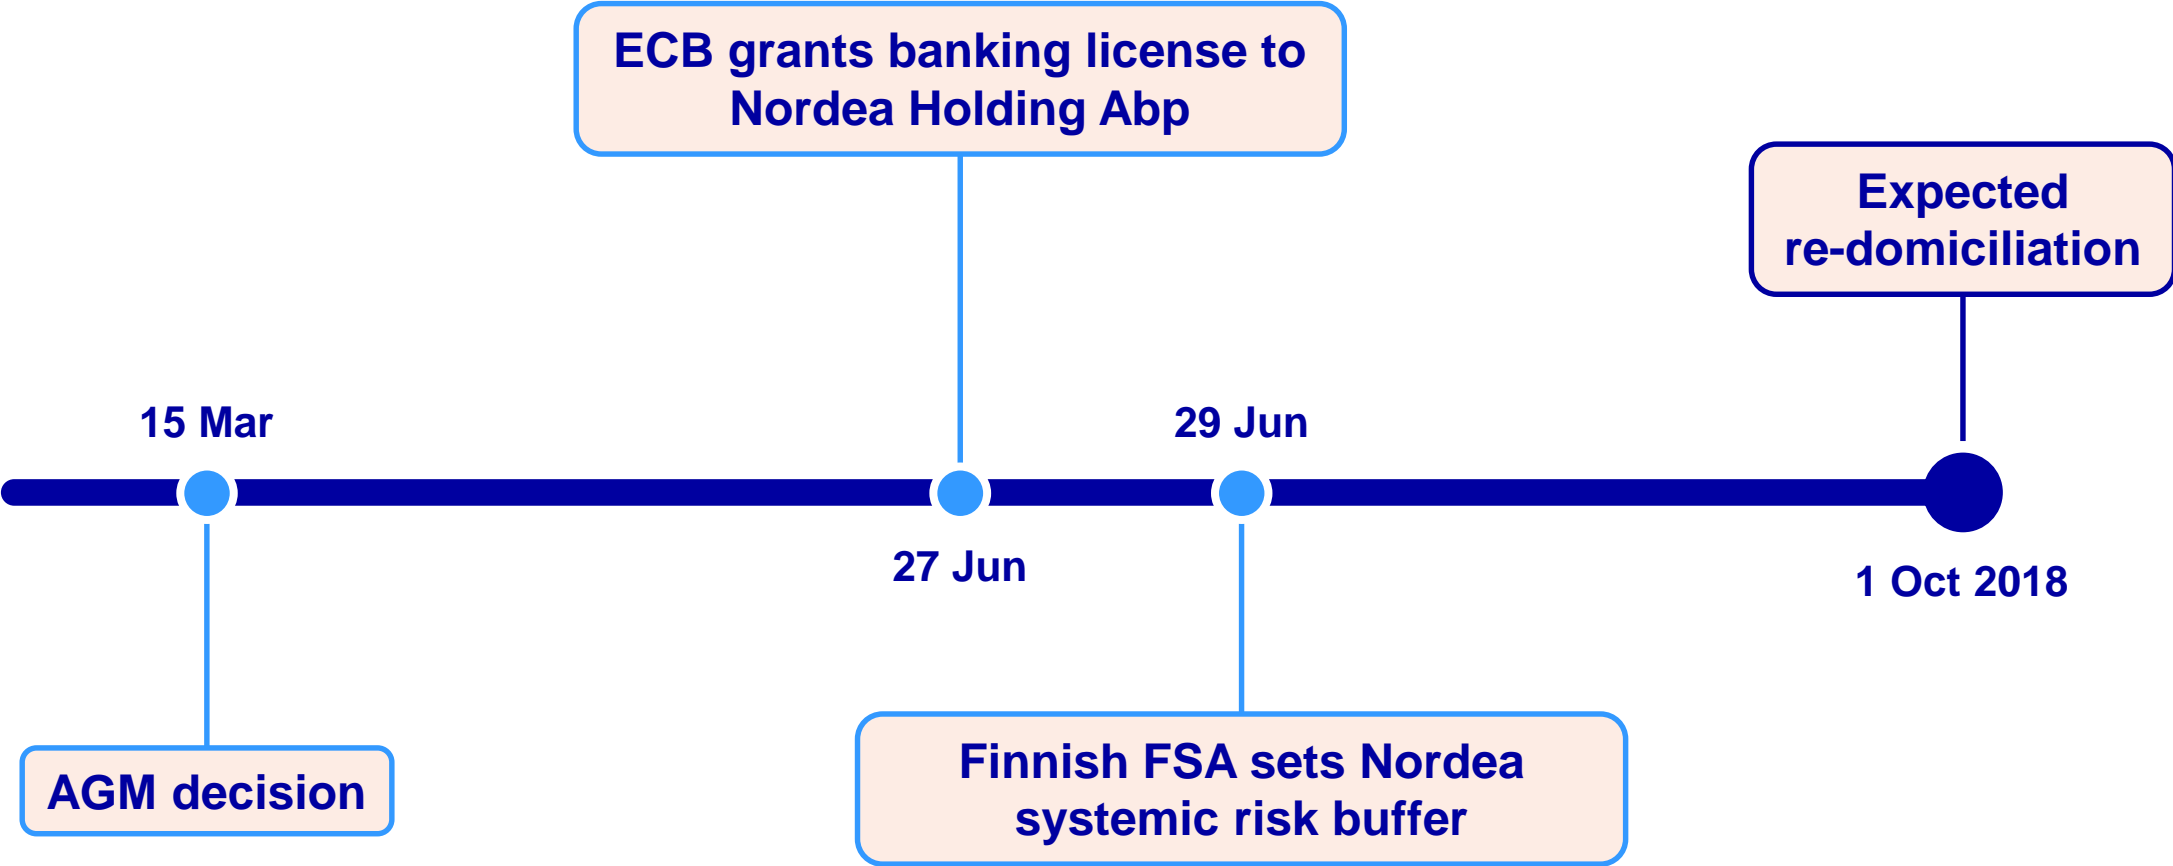 ECB grants banking license to
Nordea Holding Abp
Expected
re-domiciliation
15 Mar
29 Jun
27 Jun
1 Oct 2018
AGM decision
Finnish FSA sets Nordea
systemic risk buffer